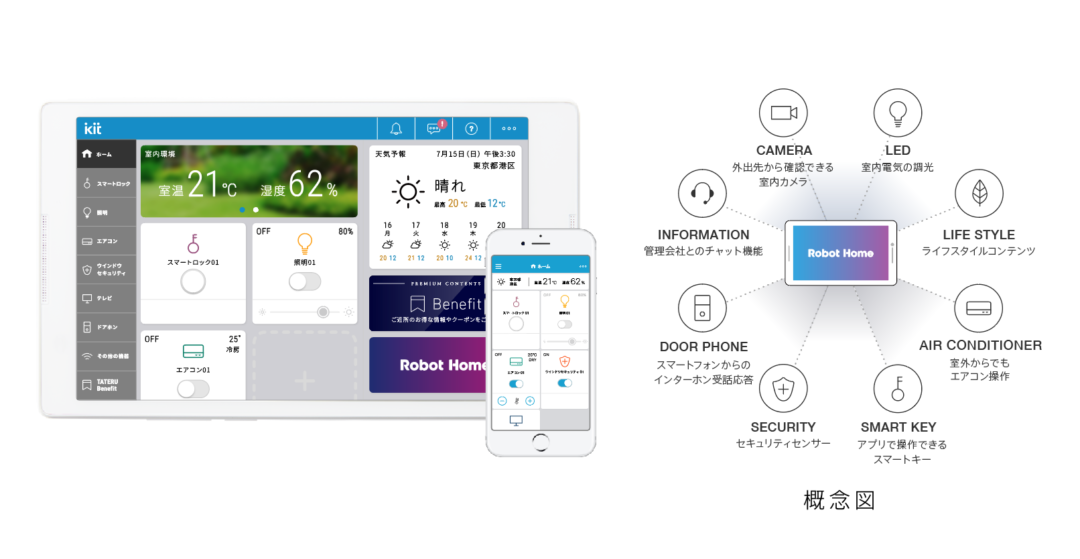 kit
ホーム
スマートロック
照明
エアコン
ウインドウ
セキュリティ
テレビ
ドアホン
その他の機器
TATERU
Benefit
室内環境
室温 21℃ 湿度 62%
天気予報 7月15日(日) 午後3:30
東京都港区
晴れ
最高 20℃ 最低 12℃
16 17 18 19 20
月 火 水 木
20 12 21 12 20 10 24 12
スマートロック01
OFF 80%
照明01
PREMIUM CONTENTS
Benefit
ご近所のお得な情報やクーポンをご
OFF 25°
冷房
エアコン01
Robot Home
ホーム
東京都
港区
室温 21℃ 湿度 62%
スマートロック01
OFF 80%
照明01
OFF 20℃
エアコン01
ON
ウインドウセキュリティ01
CAMERA
外出先から確認できる
室内カメラ
LED
室内電気の調光
INFORMATION
管理会社とのチャット機能
LIFE STYLE
ライフスタイルコンテンツ
Robot Home
DOOR PHONE
スマートフォンからの
インターホン受話応答
AIR CONDITIONER
室外からでも
エアコン操作
SECURITY
セキュリティセンサー
SMART KEY
アプリで操作できる
スマートキー
概念図